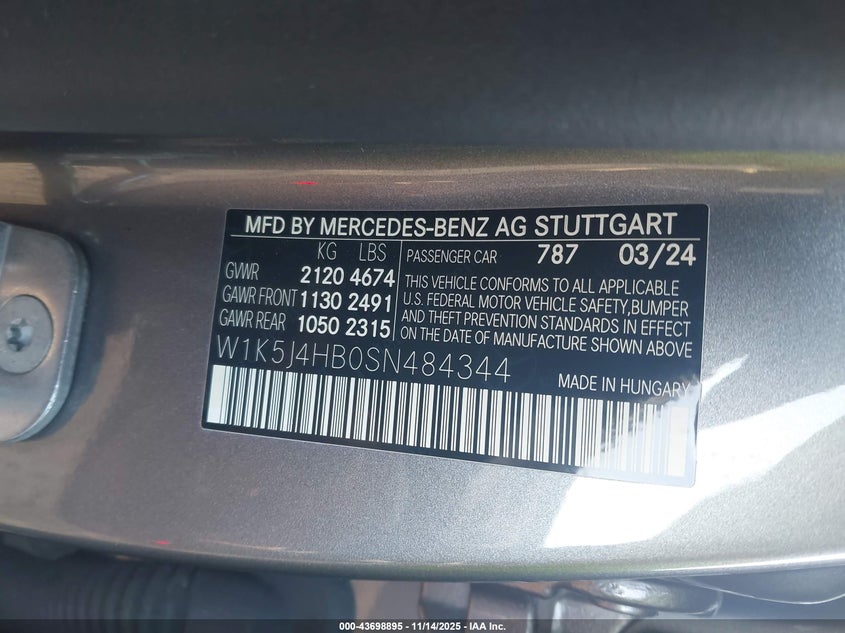 MFD BY MERCEDES-BENZ AG STUTTGART
KG LBS
GVWR 2120 4674
GAWR FRONT 1130 2491
GAWR REAR 1050 2315
PASSENGER CAR 787 03/24
THIS VEHICLE CONFORMS TO ALL APPLICABLE
U.S. FEDERAL MOTOR VEHICLE SAFETY,BUMPER
AND THEFT PREVENTION STANDARDS IN EFFECT
ON THE DATE OF MANUFACTURE SHOWN ABOVE
W1K5J4HB0SN484344
MADE IN HUNGARY
000-43698895 - 11/14/2025 - IAA Inc.